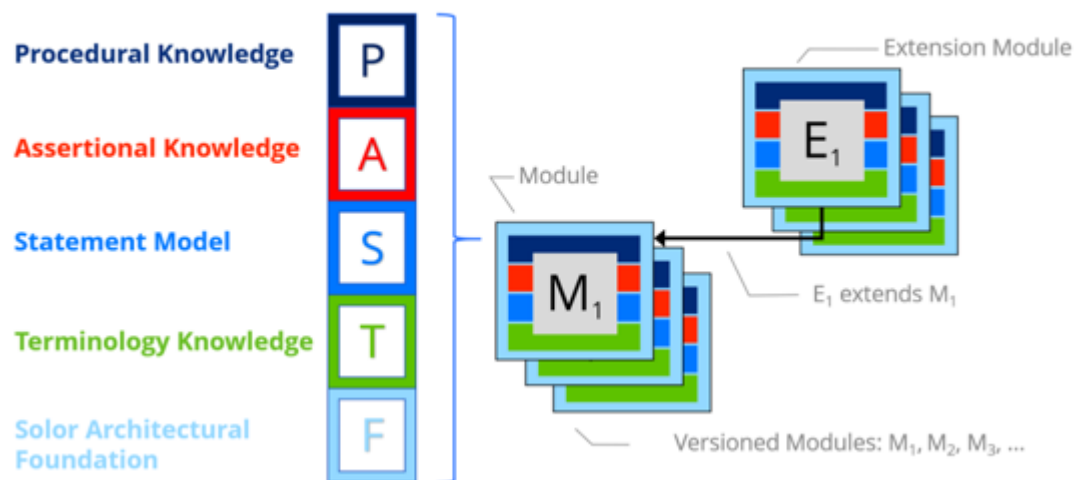 Procedural Knowledge
P
Assertional Knowledge
A
Statement Model
S
Terminology Knowledge
T
Solor Architectural
Foundation
F
Extension Module
E₁
Module
M₁
E₁ extends M₁
Versioned Modules: M₁, M₂, M₃, ...